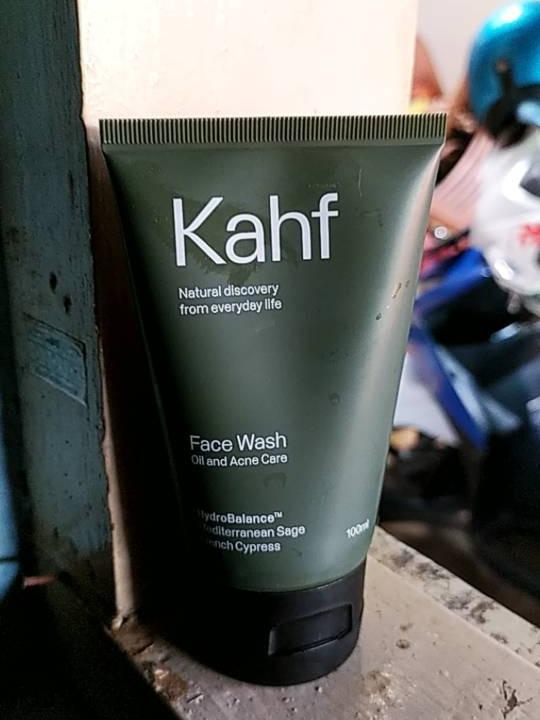 Kahf
Natural discovery
from everyday life
Face Wash
Oil and Acne Care
HydroBalance™
Mediterranean Sage
French Cypress
100ml